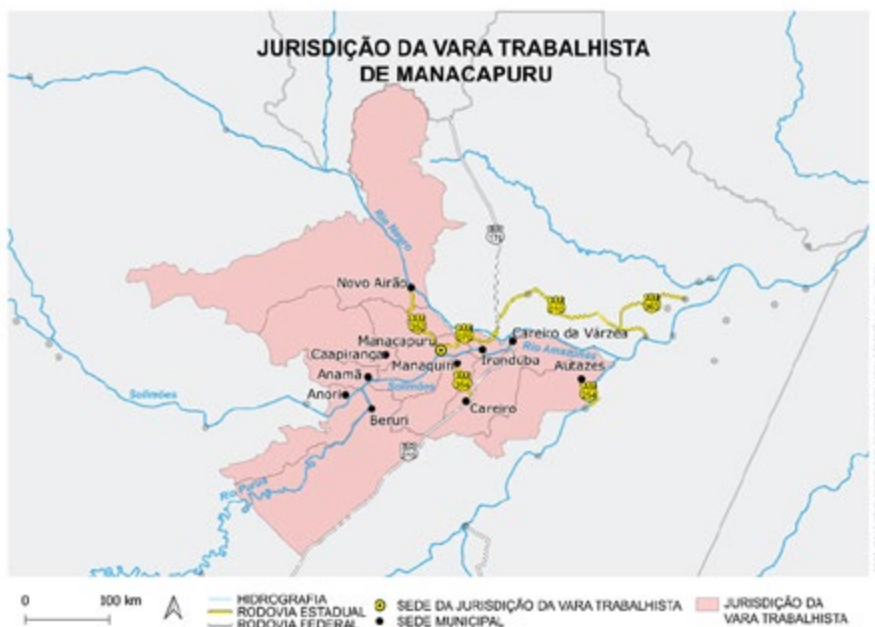 JURISDIÇÃO DA VARA TRABALHISTA
DE MANACAPURU
Rio Negro
Novo Airão
Manacapuru
Careiro da Várzea
Rio Amazonas
Caapiranga
Manaquiri
Iranduba
Autazes
Anamã
Solimões
Anori
Careiro
Solimões
Beruri
Rio Purus
0 100 km
HIDROGRAFIA
RODOVIA ESTADUAL
RODOVIA FEDERAL
SEDE DA JURISDIÇÃO DA VARA TRABALHISTA
SEDE MUNICIPAL
JURISDIÇÃO DA
VARA TRABALHISTA